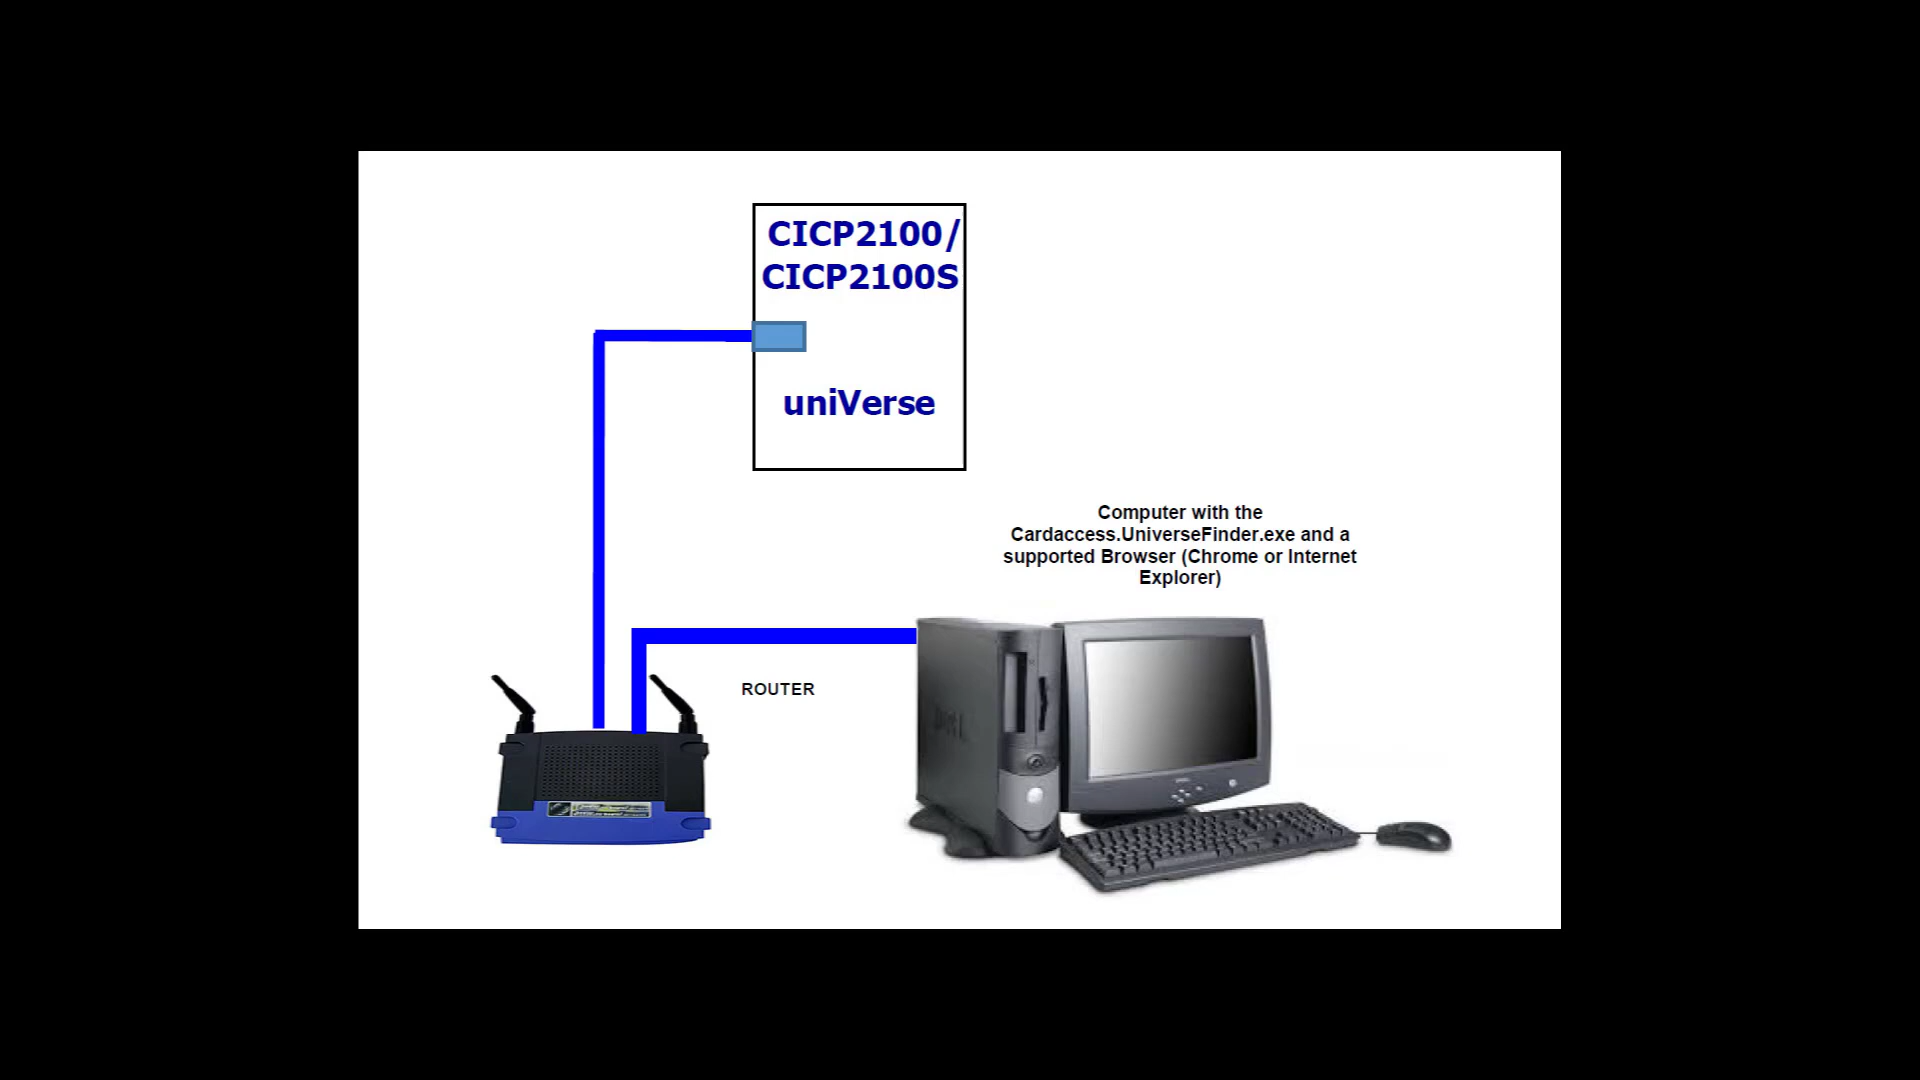 CICP2100/
CICP2100S
uniVerse
Computer with the
Cardaccess.UniverseFinder.exe and a
supported Browser (Chrome or Internet
Explorer)
ROUTER